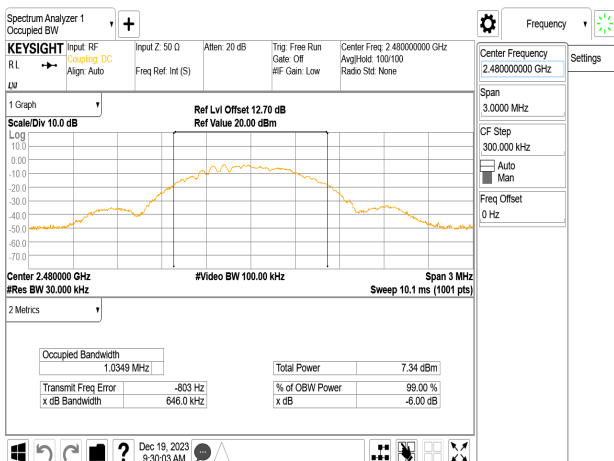 Spectrum Analyzer 1
Occupied BW
Frequency
KEYSIGHT Input: RF Input Z: 50 Ω Atten: 20 dB Trig: Free Run Center Freq: 2.480000000 GHz
R L Coupling: DC Gate: Off Avg|Hold: 100/100
Align: Auto Freq Ref: Int (S) #IF Gain: Low Radio Std: None
Center Frequency
2.480000000 GHz
Settings
Span
3.0000 MHz
CF Step
300.000 kHz
Auto
Man
Freq Offset
0 Hz
1 Graph
Ref Lvl Offset 12.70 dB
Scale/Div 10.0 dB Ref Value 20.00 dBm
Log
10.0
0.00
-10.0
-20.0
-30.0
-40.0
-50.0
-60.0
-70.0
Center 2.480000 GHz #Video BW 100.00 kHz Span 3 MHz
#Res BW 30.000 kHz Sweep 10.1 ms (1001 pts)
2 Metrics
Occupied Bandwidth
1.0349 MHz
Total Power 7.34 dBm
Transmit Freq Error -803 Hz % of OBW Power 99.00 %
x dB Bandwidth 646.0 kHz x dB -6.00 dB
Dec 19, 2023
9:30:03 AM